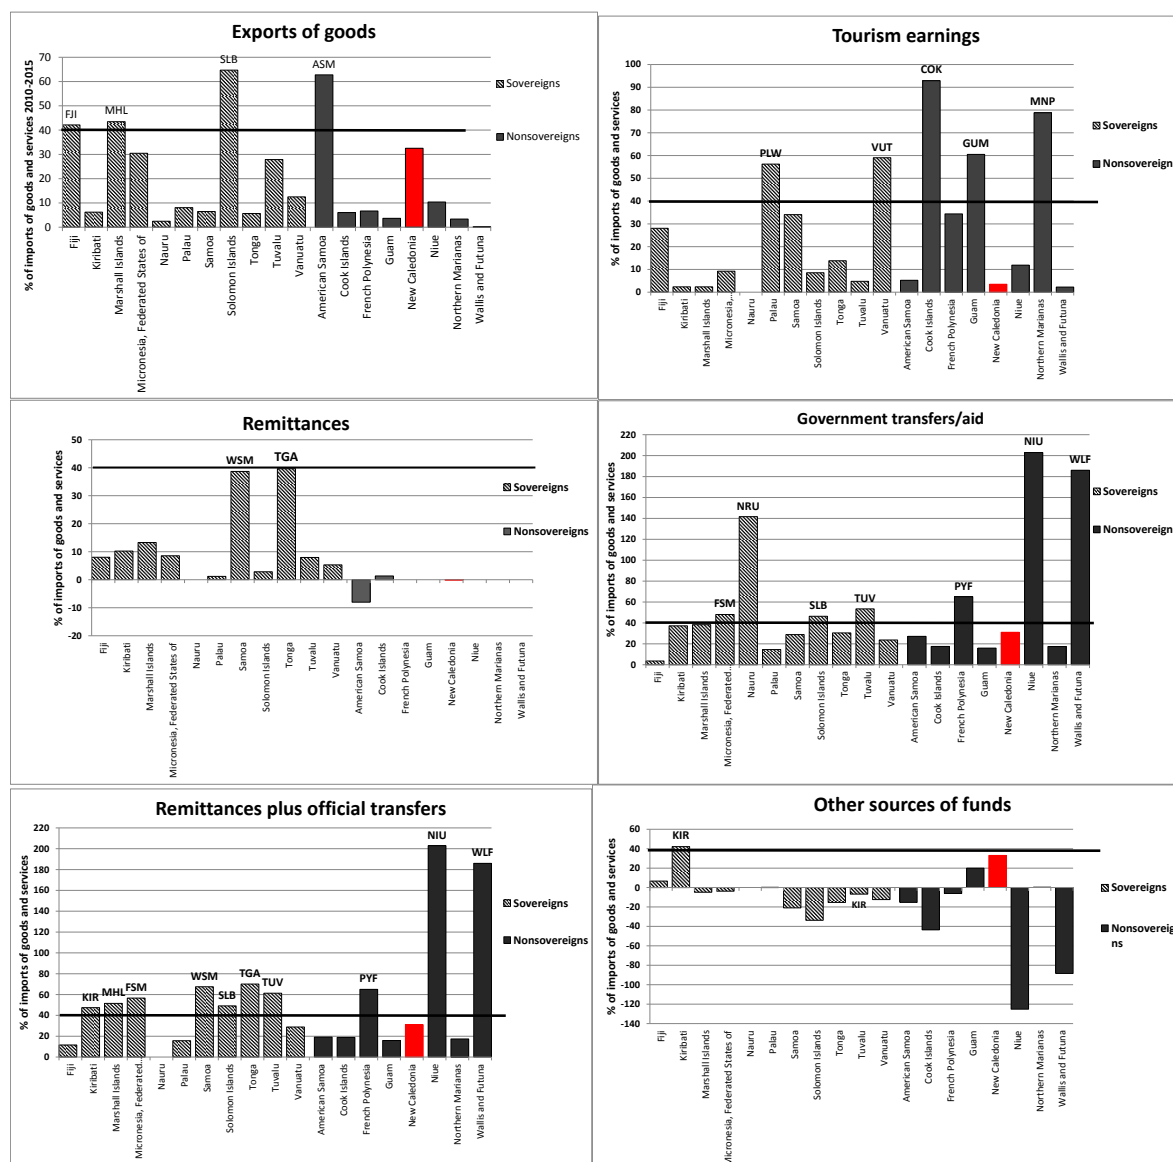 Exports of goods
% of imports of goods and services 2010-2015
70
60
50
40
30
20
10
0
FJI
MHL
SLB
ASM
Sovereigns
Nonsovereigns
Fiji
Kiribati
Marshall Islands
Micronesia, Federated States of
Nauru
Palau
Samoa
Solomon Islands
Tonga
Tuvalu
Vanuatu
American Samoa
Cook Islands
French Polynesia
Guam
New Caledonia
Niue
Northern Marianas
Wallis and Futuna
Tourism earnings
% of imports of goods and services
100
90
80
70
60
50
40
30
20
10
0
PLW
VUT
COK
GUM
MNP
Sovereigns
Nonsovereign
Fiji
Kiribati
Marshall Islands
Micronesia,...
Nauru
Palau
Samoa
Solomon Islands
Tonga
Tuvalu
Vanuatu
American Samoa
Cook Islands
French Polynesia
Guam
New Caledonia
Niue
Northern Marianas
Wallis and Futuna
Remittances
% of imports of goods and services
50
40
30
20
10
0
-10
-20
WSM
TGA
Sovereigns
Nonsovereigns
Fiji
Kiribati
Marshall Islands
Micronesia, Federated States of
Nauru
Palau
Samoa
Solomon Islands
Tonga
Tuvalu
Vanuatu
American Samoa
Cook Islands
French Polynesia
Guam
New Caledonia
Niue
Northern Marianas
Wallis and Futuna
Government transfers/aid
% of imports of goods and services
220
200
180
160
140
120
100
80
60
40
20
0
FSM
NRU
SLB
TUV
PYF
NIU
WLF
Sovereigns
Nonsovereign
Fiji
Kiribati
Marshall Islands
Micronesia, Federated...
Nauru
Palau
Samoa
Solomon Islands
Tonga
Tuvalu
Vanuatu
American Samoa
Cook Islands
French Polynesia
Guam
New Caledonia
Niue
Northern Marianas
Wallis and Futuna
Remittances plus official transfers
% of imports of goods and services
220
200
180
160
140
120
100
80
60
40
20
0
KIR
MHL
FSM
WSM
SLB
TGA
TUV
PYF
NIU
WLF
Sovereigns
Nonsovereigns
Fiji
Kiribati
Marshall Islands
Micronesia, Federated...
Nauru
Palau
Samoa
Solomon Islands
Tonga
Tuvalu
Vanuatu
American Samoa
Cook Islands
French Polynesia
Guam
New Caledonia
Niue
Northern Marianas
Wallis and Futuna
Other sources of funds
% of imports of goods and services
60
40
20
0
-20
-40
-60
-80
-100
-120
-140
KIR
KIR
Sovereigns
Nonsovereig
ns
Fiji
Kiribati
Marshall Islands
Micronesia, Federated States of
Nauru
Palau
Samoa
Solomon Islands
Tonga
Tuvalu
Vanuatu
American Samoa
Cook Islands
French Polynesia
Guam
New Caledonia
Niue
Northern Marianas
Wallis and Futuna